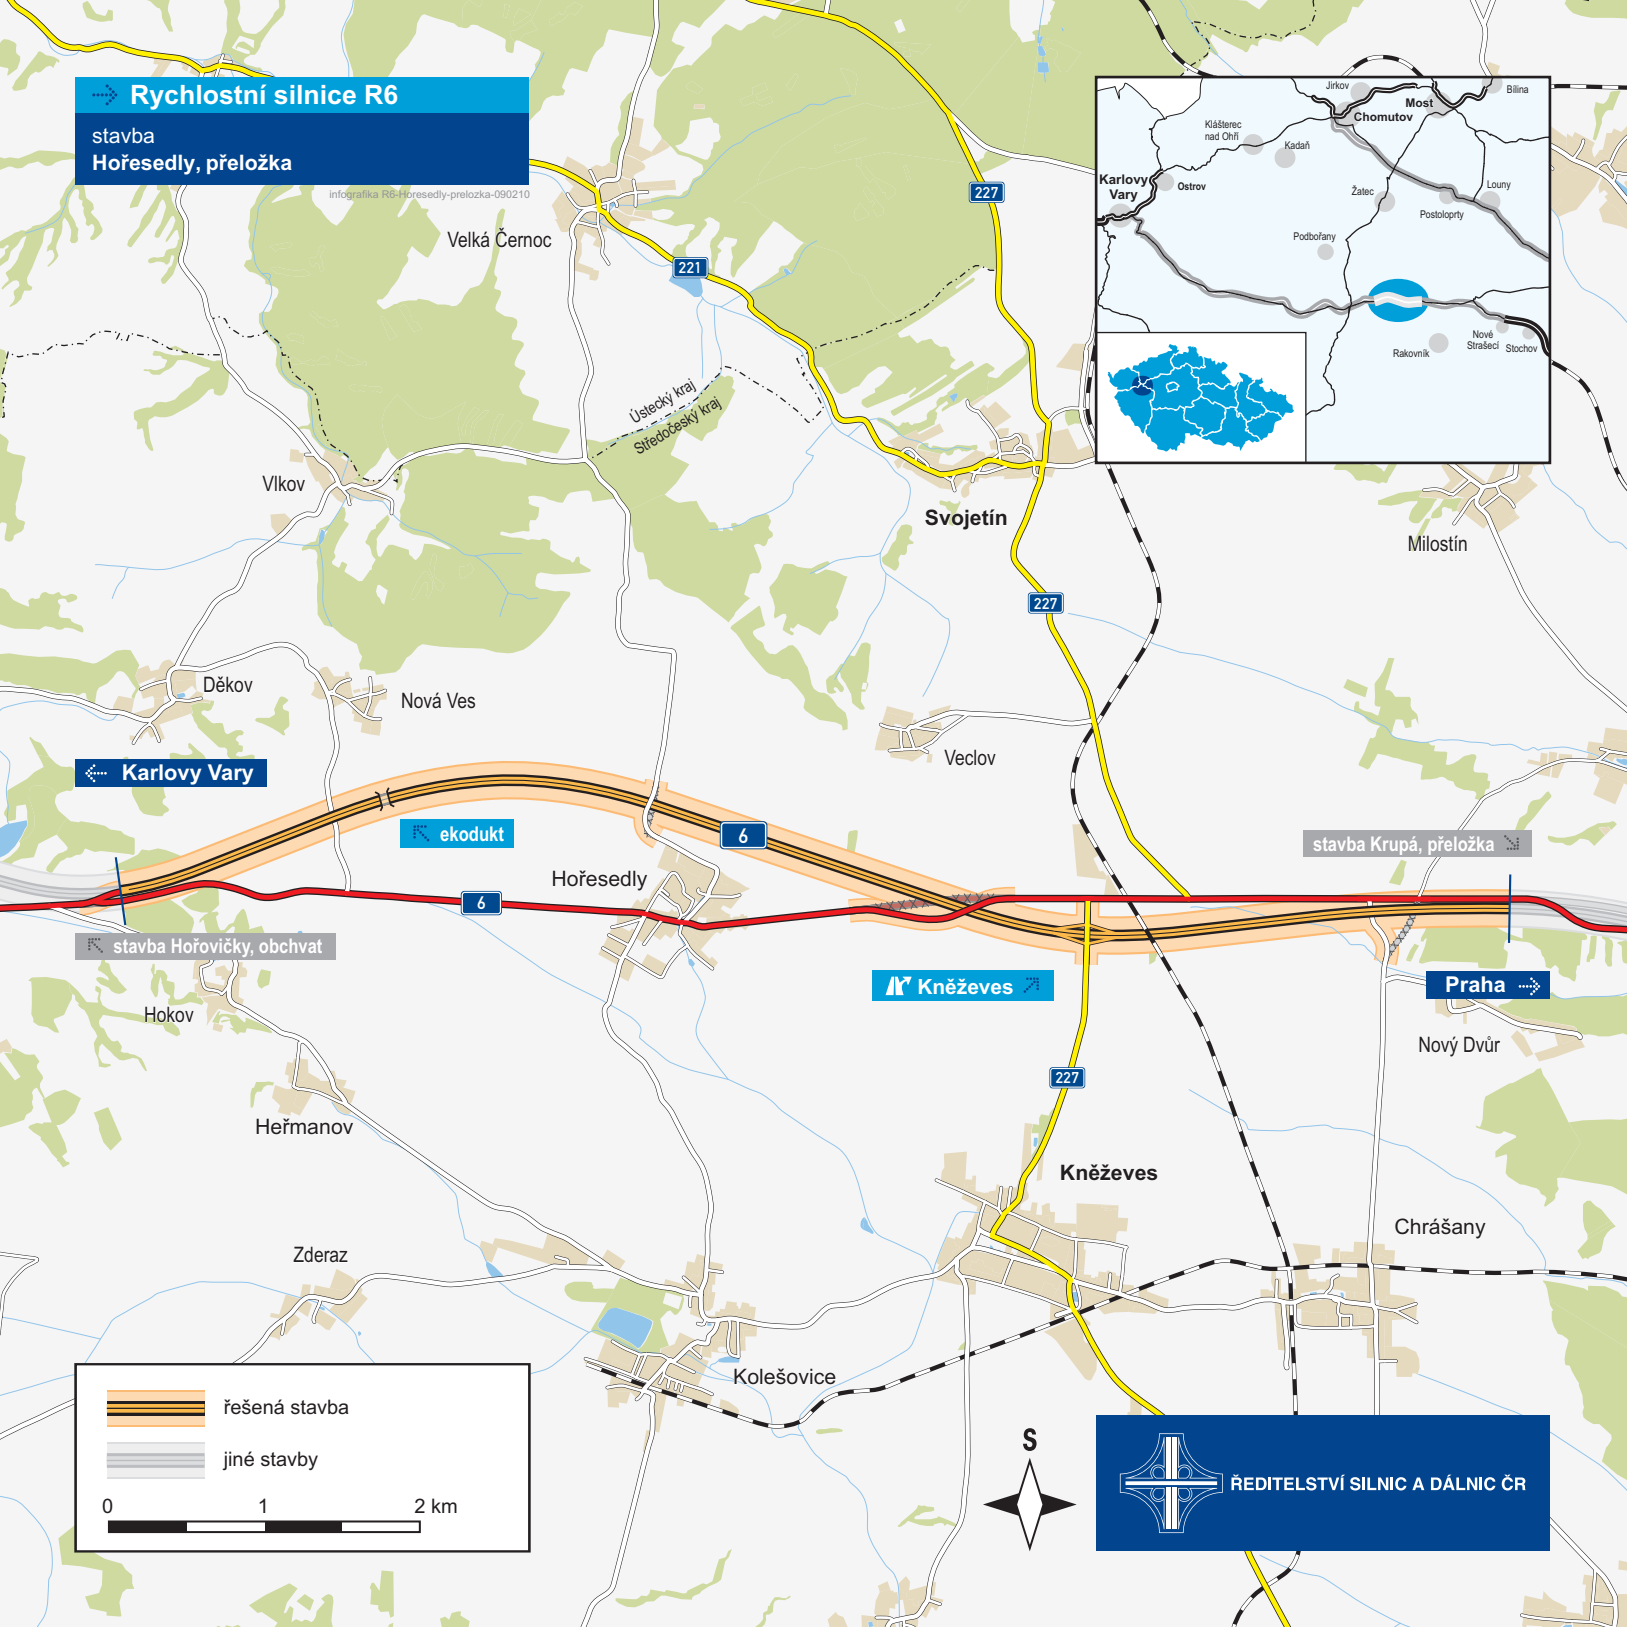 Rychlostní silnice R6
stavba
Hořesedly, přeložka
infografika R6-Horesedly-prelozka-090210
Jirkov
Most
Bílina
Chomutov
Klášterec
nad Ohří
Kadaň
Karlovy
Vary
Ostrov
Žatec
Louny
Postoloprty
Podbořany
Nové
Strašecí
Stochov
Rakovník
227
Velká Černoc
221
Ústecký kraj
Středočeský kraj
Vlkov
Svojetín
Milostín
227
Děkov
Nová Ves
Veclov
Karlovy Vary
ekodukt
6
stavba Krupá, přeložka
Hořesedly
6
stavba Hořovičky, obchvat
Kněževes
Praha
Hokov
Nový Dvůr
227
Heřmanov
Kněževes
Chrášany
Zderaz
Kolešovice
řešená stavba
jiné stavby
0 1 2 km
S
ŘEDITELSTVÍ SILNIC A DÁLNIC ČR